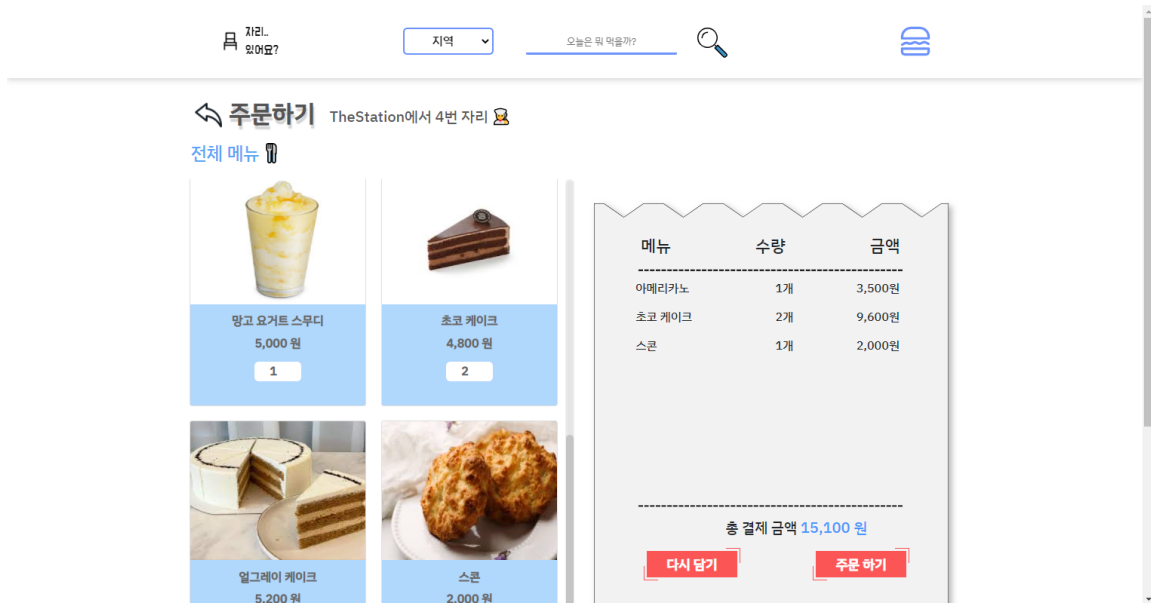 자리..
있어요?
지역
오늘은 뭐 먹을까?
주문하기 TheStation에서 4번 자리
전체 메뉴
망고 요거트 스무디
5,000 원
1
초코 케이크
4,800 원
2
얼그레이 케이크
5,200 원
스콘
2,000 원
메뉴 수량 금액
--------------------------------------------
아메리카노 1개 3,500원
초코 케이크 2개 9,600원
스콘 1개 2,000원
--------------------------------------------
총 결제 금액 15,100 원
다시 담기 주문 하기